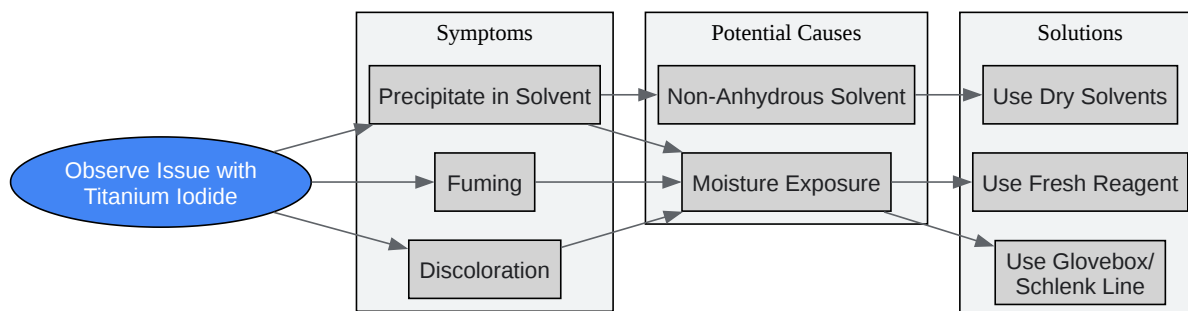 Symptoms
Potential Causes
Solutions
Precipitate in Solvent
Non-Anhydrous Solvent
Use Dry Solvents
Observe Issue with
Titanium Iodide
Fuming
Moisture Exposure
Use Fresh Reagent
Discoloration
Use Glovebox/
Schlenk Line